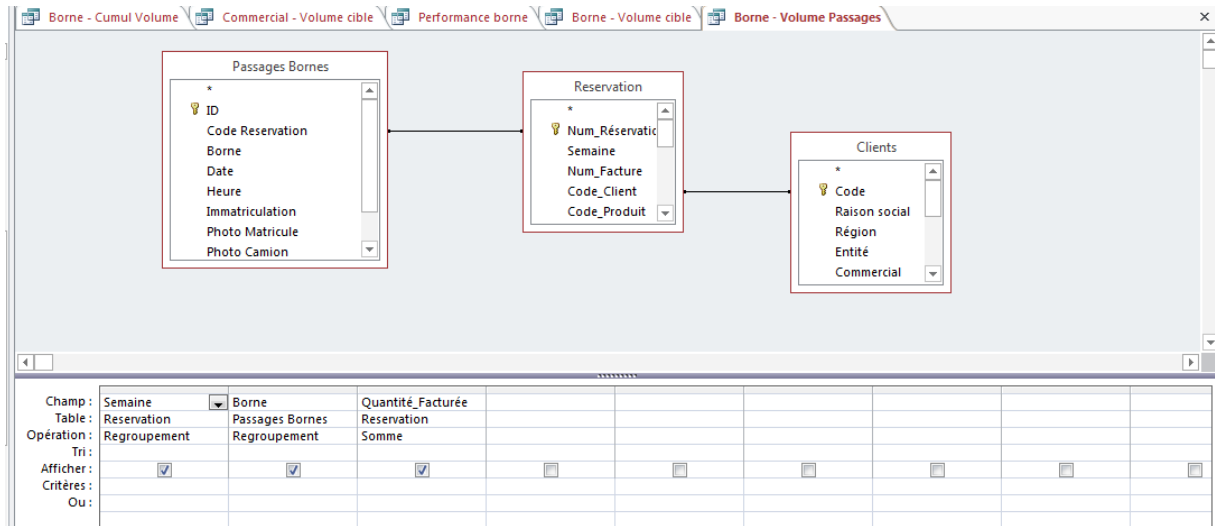 Borne - Cumul Volume Commercial - Volume cible Performance borne Borne - Volume cible Borne - Volume Passages
Passages Bornes
*
ID
Code Reservation
Borne
Date
Heure
Immatriculation
Photo Matricule
Photo Camion
Reservation
*
Num_Réservatic
Semaine
Num_Facture
Code_Client
Code_Produit
Clients
*
Code
Raison social
Région
Entité
Commercial
Champ : Semaine Borne Quantité_Facturée
Table : Reservation Passages Bornes Reservation
Opération : Regroupement Regroupement Somme
Tri :
Afficher :
Critères :
Ou :